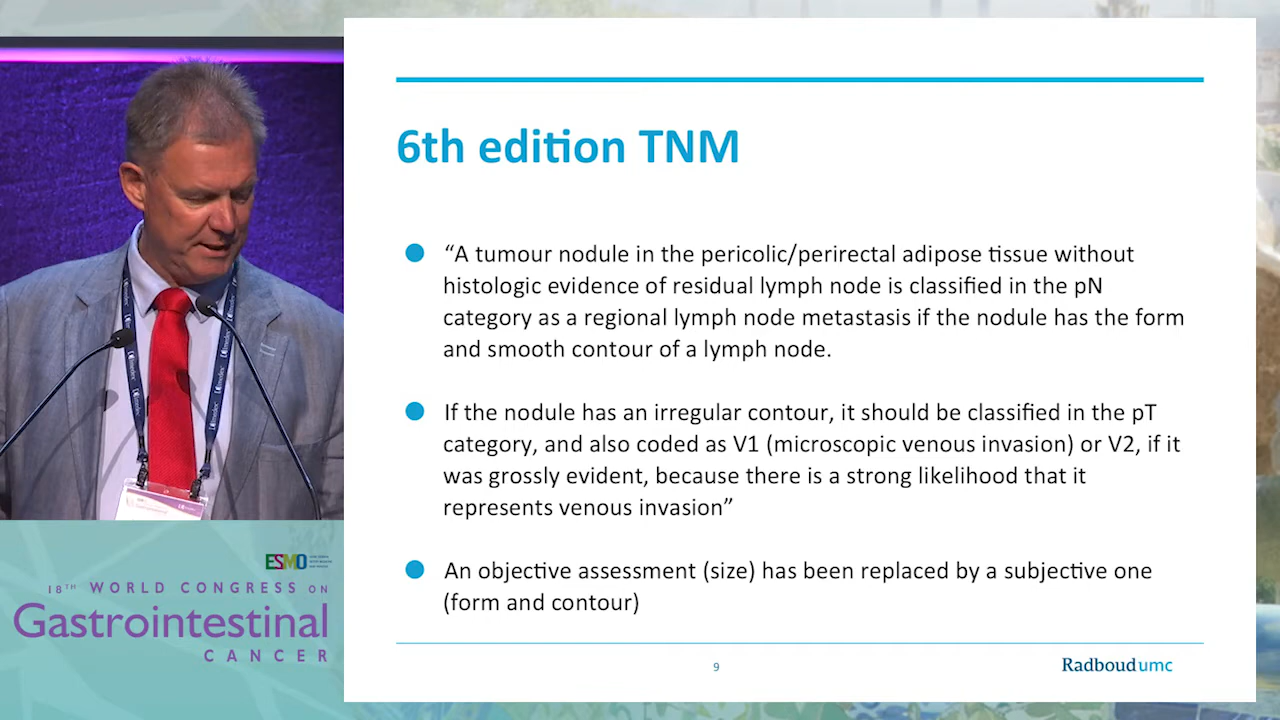 6th edition TNM
“A tumour nodule in the pericolic/perirectal adipose tissue without
histologic evidence of residual lymph node is classified in the pN
category as a regional lymph node metastasis if the nodule has the form
and smooth contour of a lymph node.
If the nodule has an irregular contour, it should be classified in the pT
category, and also coded as V1 (microscopic venous invasion) or V2, if it
was grossly evident, because there is a strong likelihood that it
represents venous invasion”
An objective assessment (size) has been replaced by a subjective one
(form and contour)
9
Radboudumc
ESMO
18TH WORLD CONGRESS ON
Gastrointestinal
CANCER